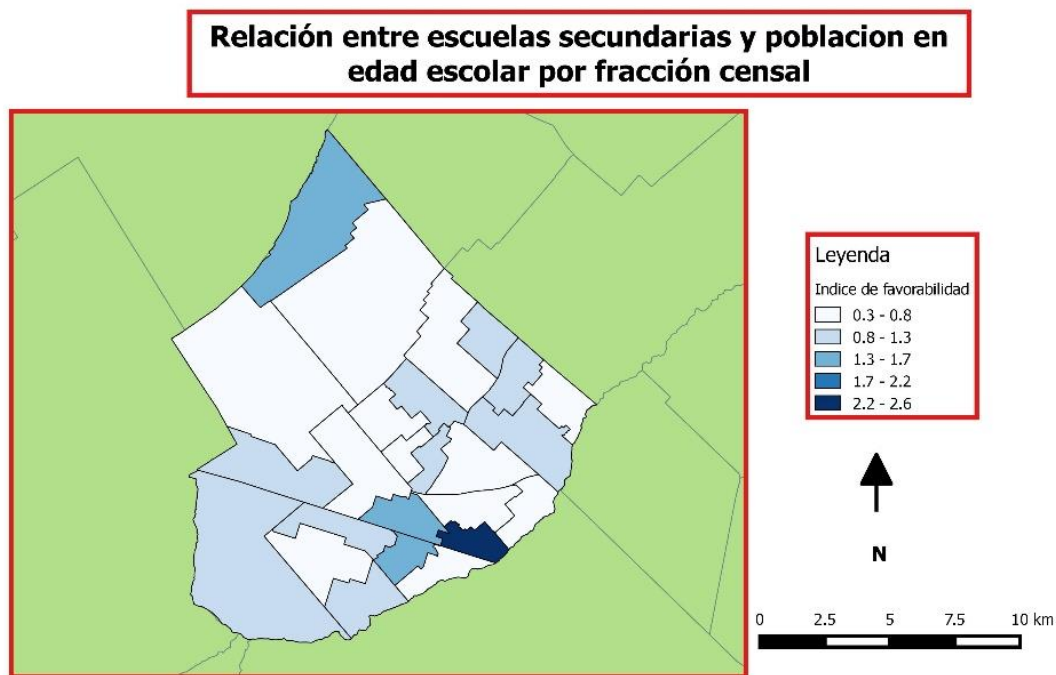 Relación entre escuelas secundarias y poblacion en
edad escolar por fracción censal
Leyenda
Indice de favorabilidad
0.3 - 0.8
0.8 - 1.3
1.3 - 1.7
1.7 - 2.2
2.2 - 2.6
N
0 2.5 5 7.5 10 km